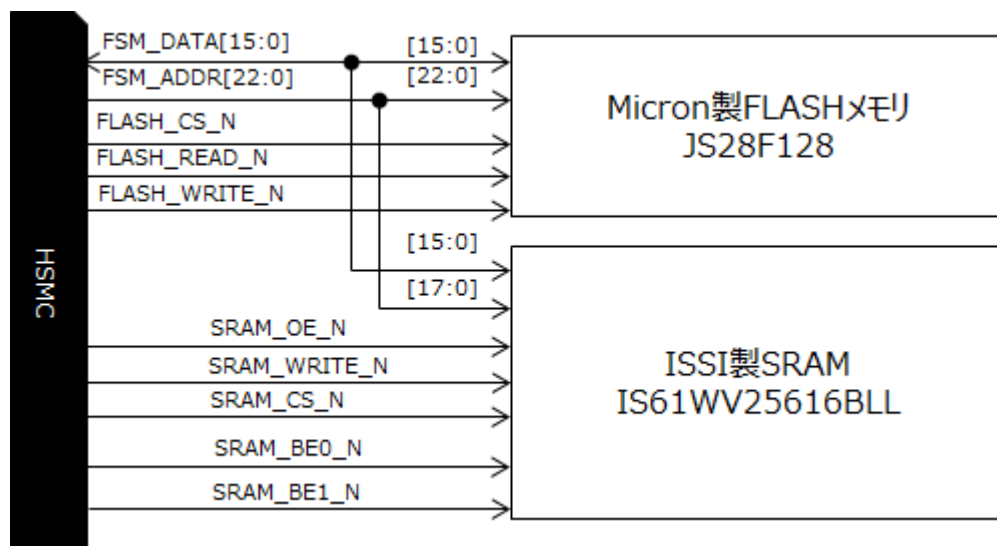 FSM_DATA[15:0]
[15:0]
FSM_ADDR[22:0]
[22:0]
FLASH_CS_N
FLASH_READ_N
FLASH_WRITE_N
Micron製FLASHメモリ
JS28F128
HSMC
[15:0]
[17:0]
SRAM_OE_N
SRAM_WRITE_N
SRAM_CS_N
SRAM_BE0_N
SRAM_BE1_N
ISSI製SRAM
IS61WV25616BLL